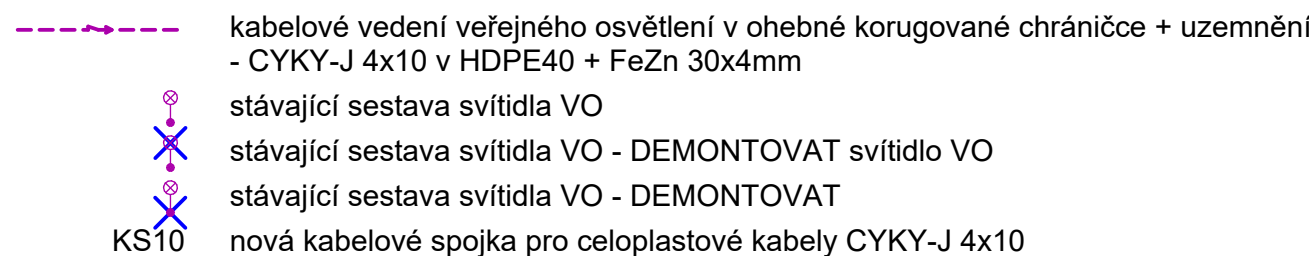 kabelové vedení veřejného osvětlení v ohebné korugované chráničce + uzemnění
- CYKY-J 4x10 v HDPE40 + FeZn 30x4mm
stávající sestava svítidla VO
stávající sestava svítidla VO - DEMONTOVAT svítidlo VO
stávající sestava svítidla VO - DEMONTOVAT
KS10 nová kabelové spojka pro celoplastové kabely CYKY-J 4x10